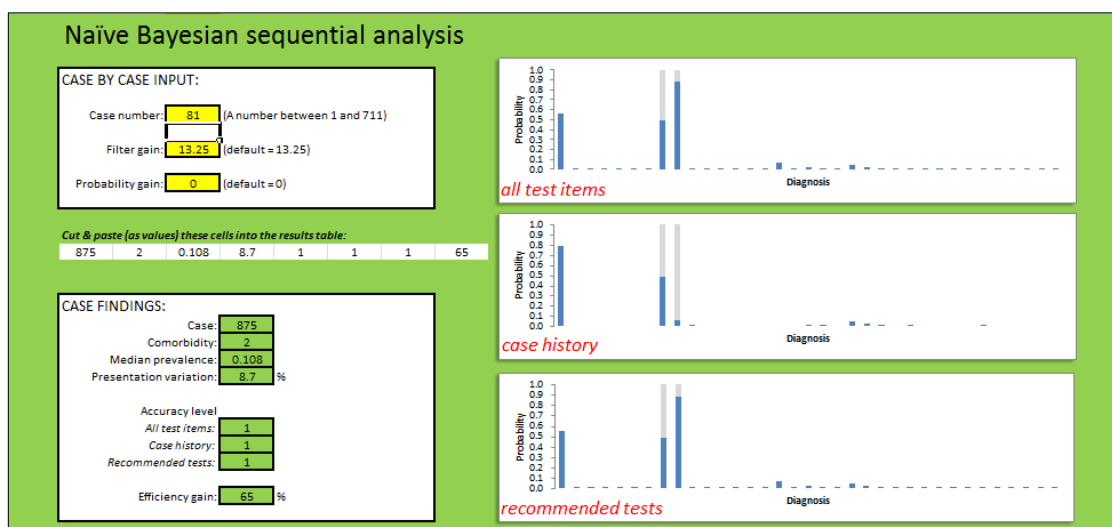 Naïve Bayesian sequential analysis
CASE BY CASE INPUT:
Case number: 81 (A number between 1 and 711)
Filter gain: 13.25 (default = 13.25)
Probability gain: 0 (default = 0)
Cut & paste (as values) these cells into the results table:
875 2 0.108 8.7 1 1 1 65
CASE FINDINGS:
Case: 875
Comorbidity: 2
Median prevalence: 0.108
Presentation variation: 8.7 %
Accuracy level
All test items: 1
Case history: 1
Recommended tests: 1
Efficiency gain: 65 %
Probability
1.0
0.9
0.8
0.7
0.6
0.5
0.4
0.3
0.2
0.1
0.0
Diagnosis
all test items
Probability
1.0
0.9
0.8
0.7
0.6
0.5
0.4
0.3
0.2
0.1
0.0
Diagnosis
case history
Probability
1.0
0.9
0.8
0.7
0.6
0.5
0.4
0.3
0.2
0.1
0.0
Diagnosis
recommended tests